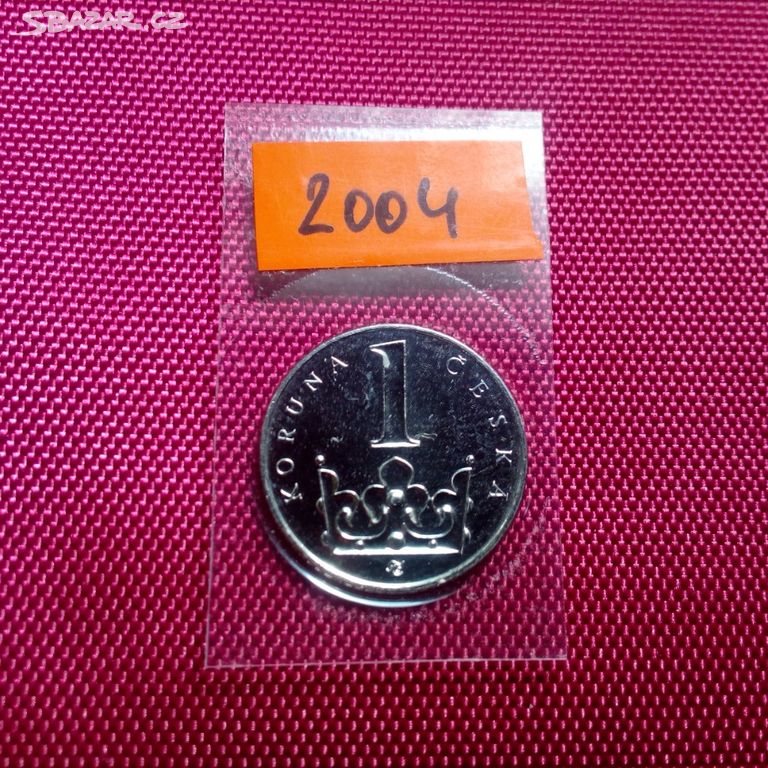 SBAZAR.CZ
2004
1
KORUNA ČESKÁ